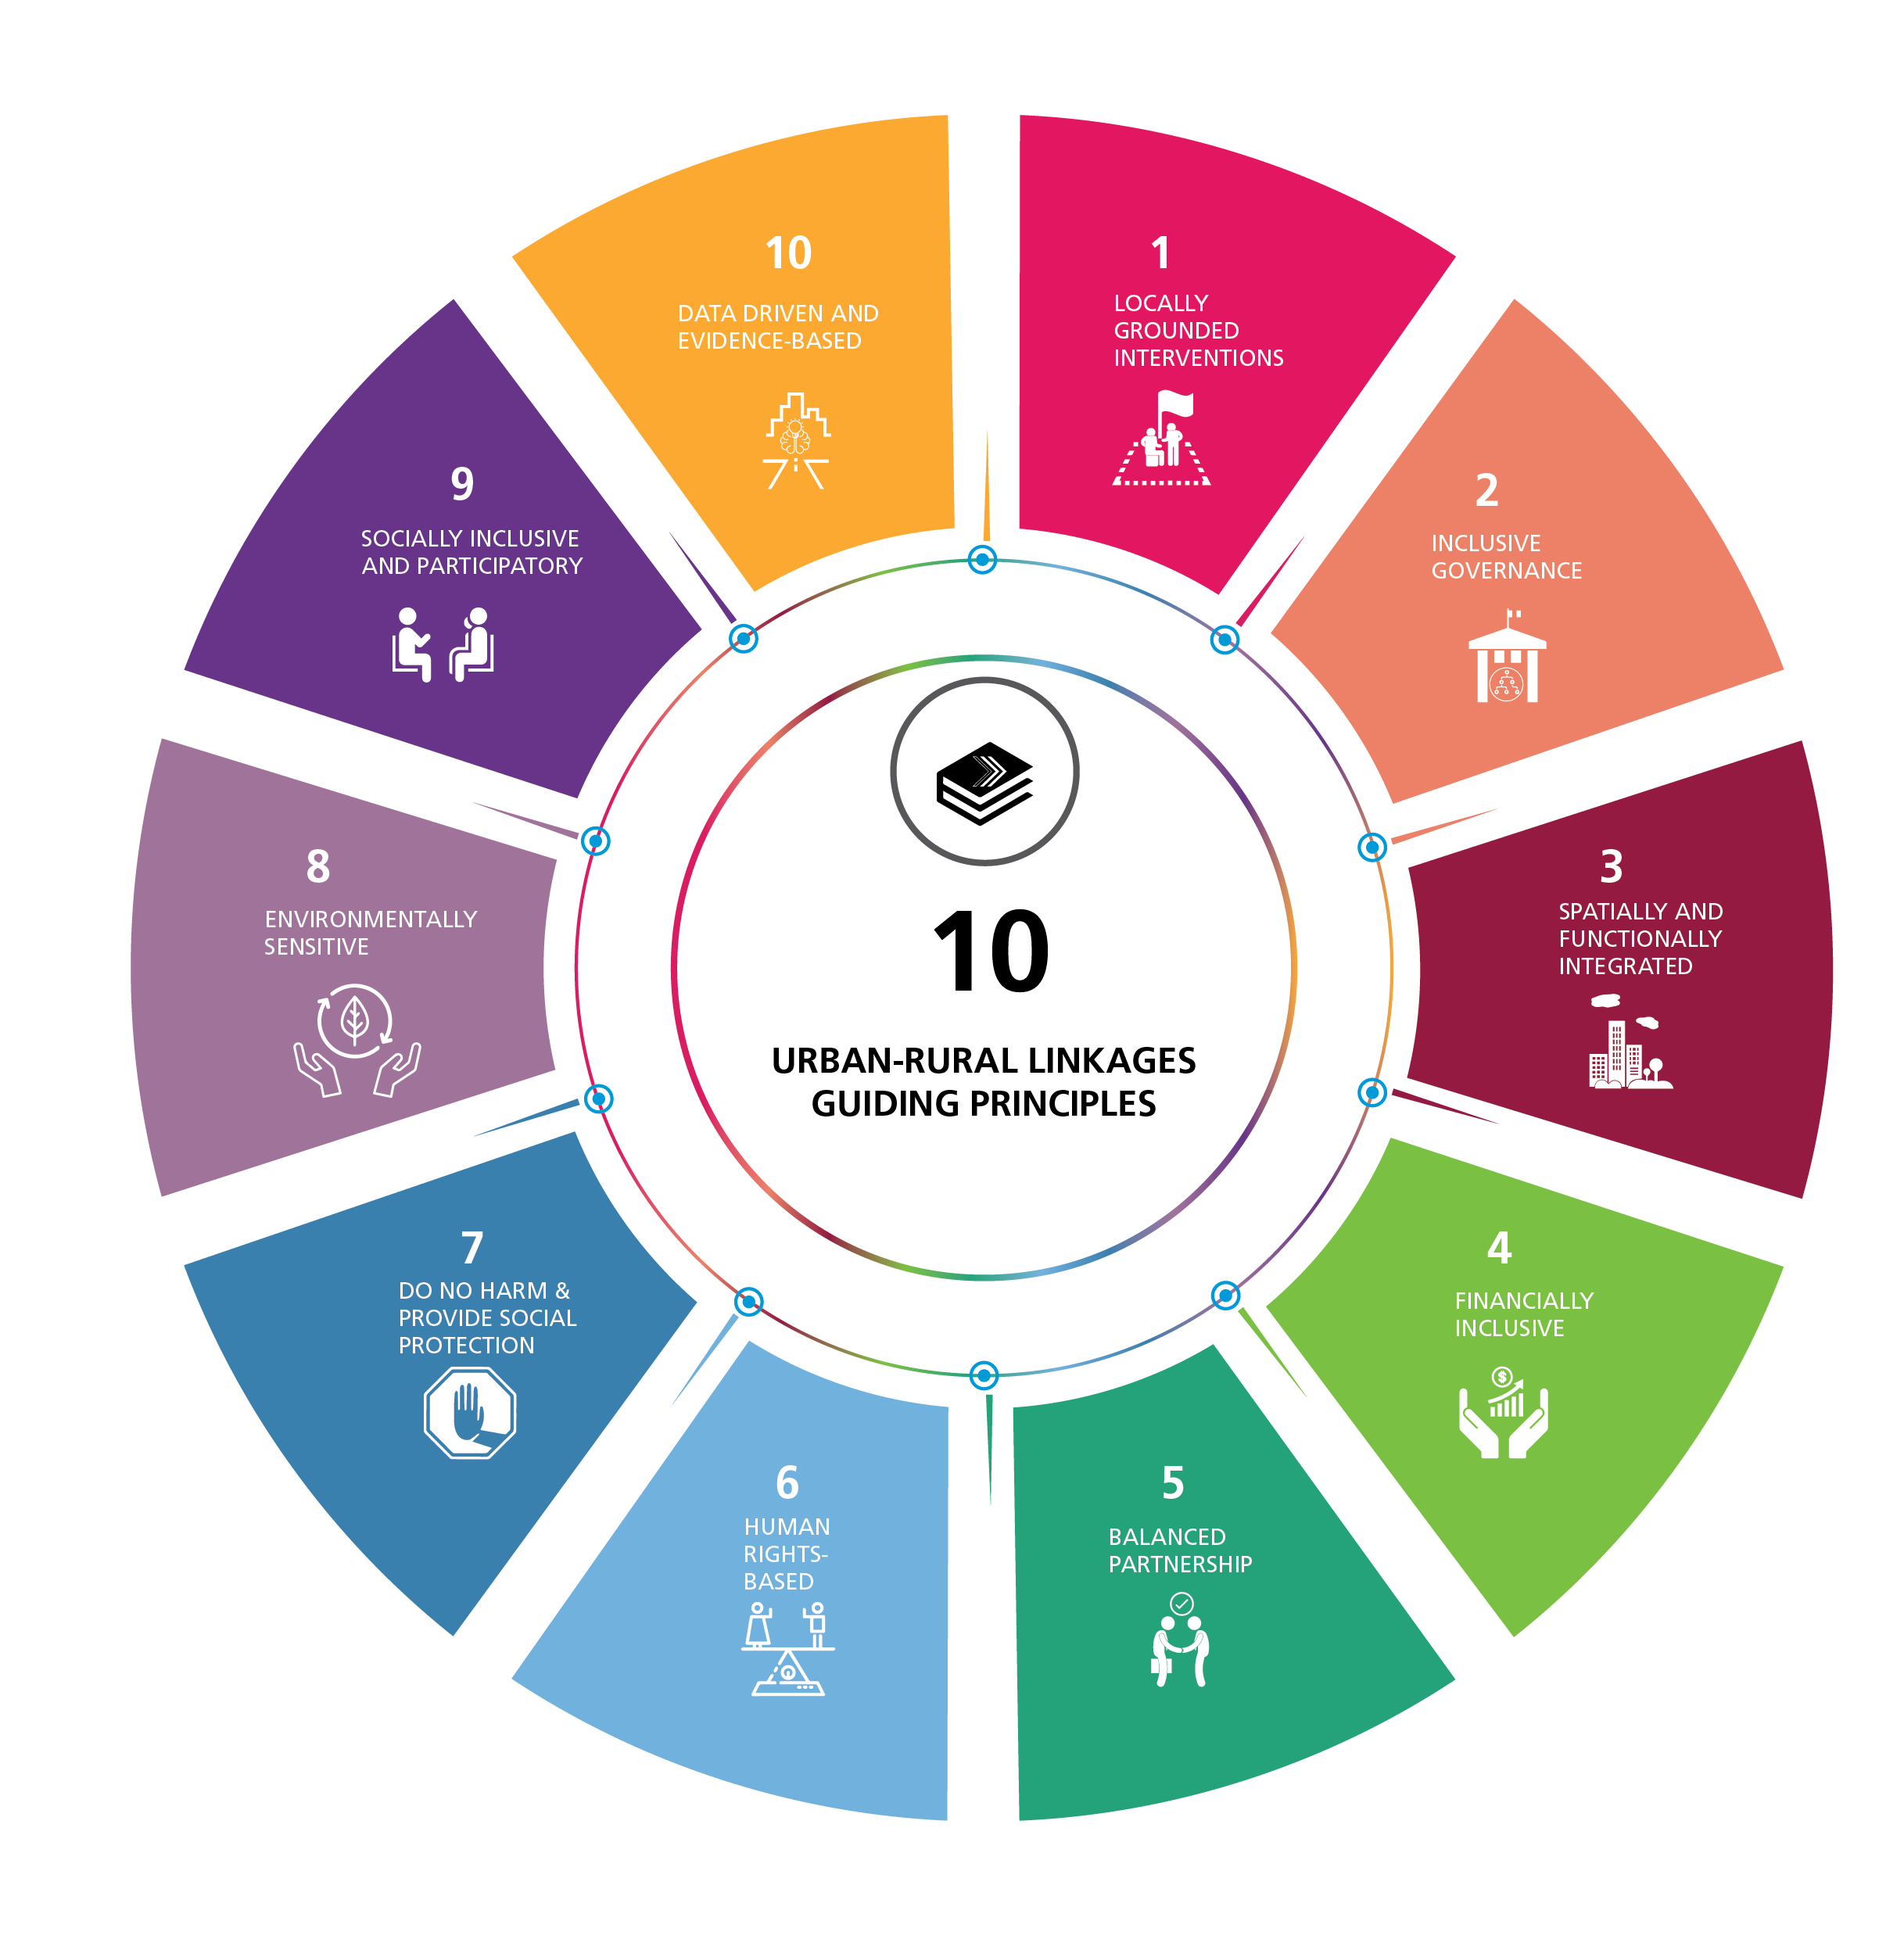 10
URBAN-RURAL LINKAGES
GUIDING PRINCIPLES
1
LOCALLY
GROUNDED
INTERVENTIONS
2
INCLUSIVE
GOVERNANCE
3
SPATIALLY AND
FUNCTIONALLY
INTEGRATED
4
FINANCIALLY
INCLUSIVE
$
5
BALANCED
PARTNERSHIP
6
HUMAN
RIGHTS-
BASED
7
DO NO HARM &
PROVIDE SOCIAL
PROTECTION
8
ENVIRONMENTALLY
SENSITIVE
9
SOCIALLY INCLUSIVE
AND PARTICIPATORY
10
DATA DRIVEN AND
EVIDENCE-BASED